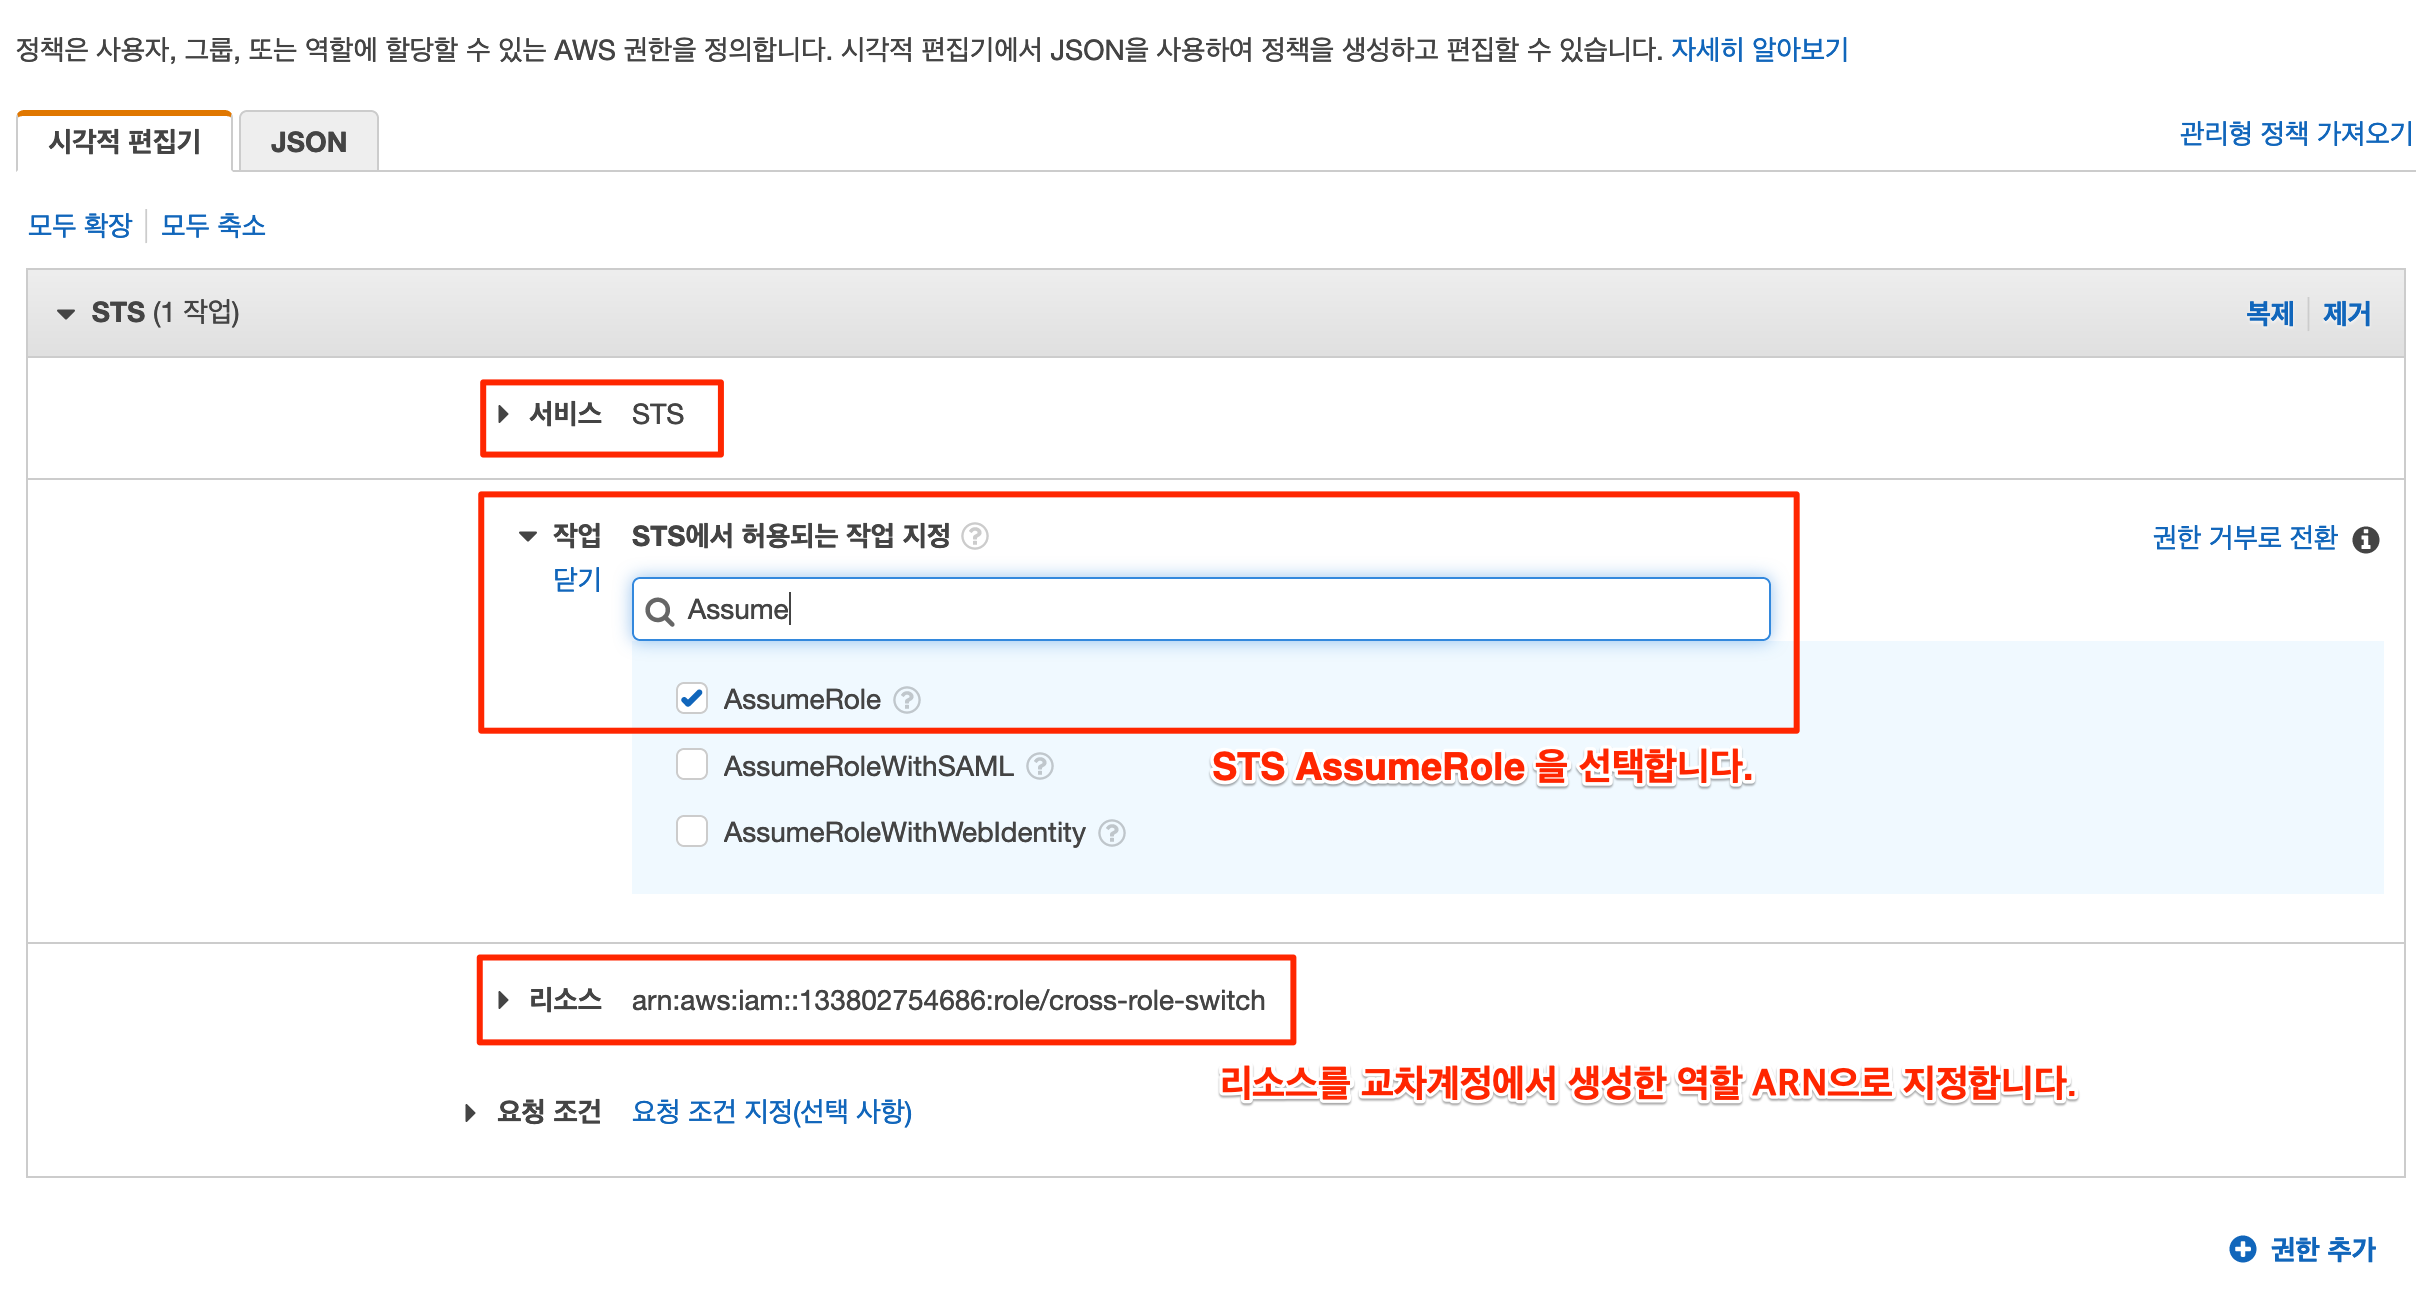 정책은 사용자, 그룹, 또는 역할에 할당할 수 있는 AWS 권한을 정의합니다. 시각적 편집기에서 JSON을 사용하여 정책을 생성하고 편집할 수 있습니다. 자세히 알아보기
시각적 편집기 JSON 관리형 정책 가져오기
모두 확장 모두 축소
STS (1 작업) 복제 제거
서비스 STS
작업 STS에서 허용되는 작업 지정 권한 거부로 전환
닫기
Assume
AssumeRole
AssumeRoleWithSAML
STS AssumeRole 을 선택합니다.
AssumeRoleWithWebIdentity
리소스 arn:aws:iam::133802754686:role/cross-role-switch
리소스를 교차계정에서 생성한 역할 ARN으로 지정합니다.
요청 조건 요청 조건 지정(선택 사항)
권한 추가